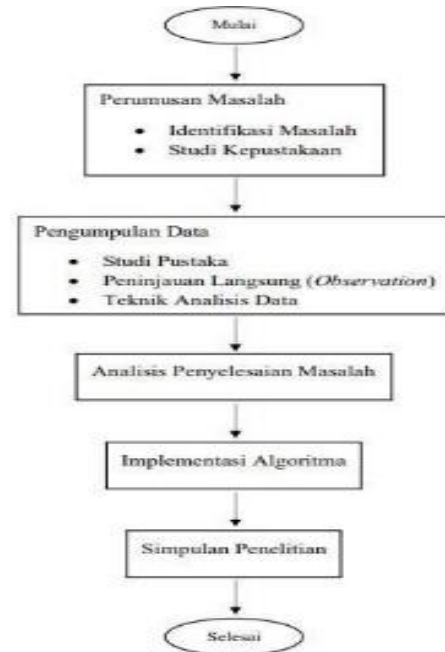 Mulai
Perumusan Masalah
• Identifikasi Masalah
• Studi Kepustakaan
Pengumpulan Data
• Studi Pustaka
• Peninjauan Langsung (Observation)
• Teknik Analisis Data
Analisis Penyelesaian Masalah
Implementasi Algoritma
Simpulan Penelitian
Selesai